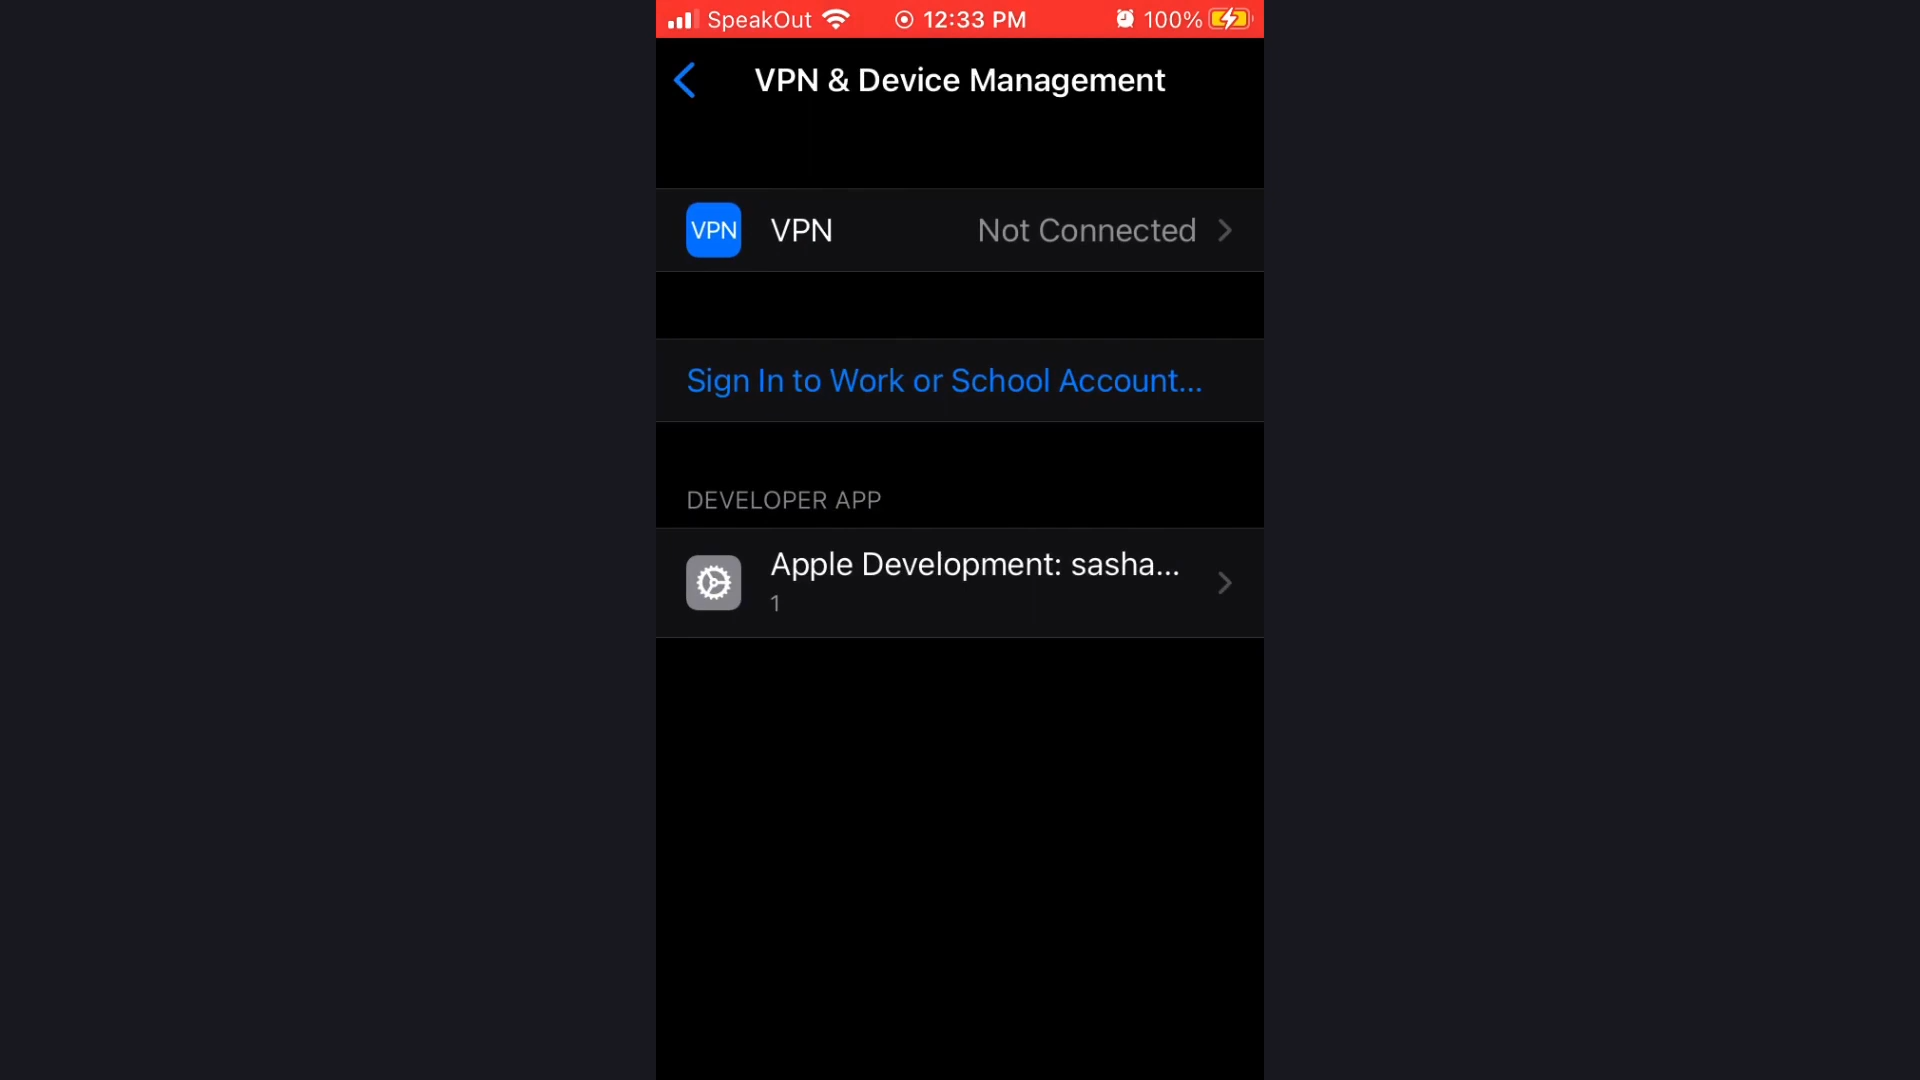 SpeakOut 12:33 PM 100%
VPN & Device Management
VPN VPN Not Connected
Sign In to Work or School Account...
DEVELOPER APP
Apple Development: sasha...
1